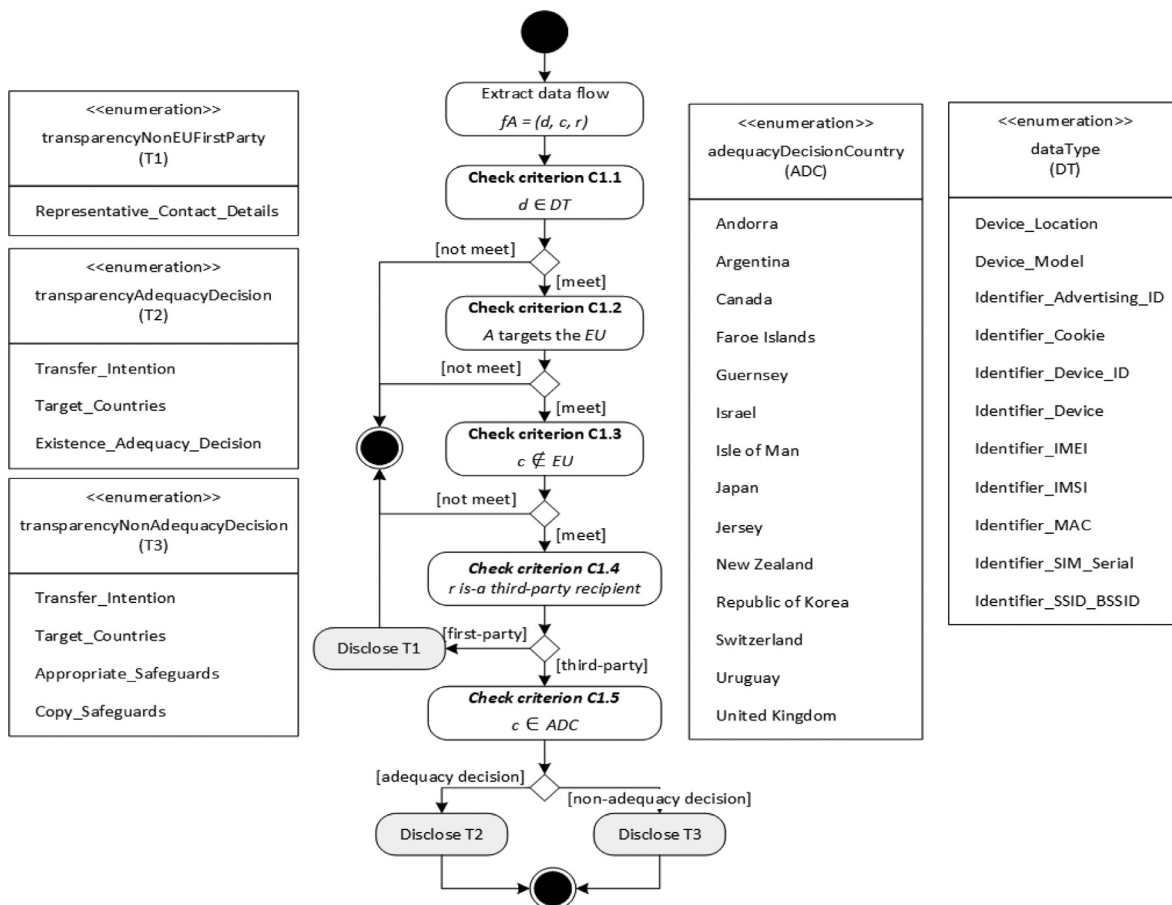 <<enumeration>>
transparencyNonEUFirstParty
(T1)
Representative_Contact_Details
<<enumeration>>
transparencyAdequacyDecision
(T2)
Transfer_Intention
Target_Countries
Existence_Adequacy_Decision
<<enumeration>>
transparencyNonAdequacyDecision
(T3)
Transfer_Intention
Target_Countries
Appropriate_Safeguards
Copy_Safeguards
Extract data flow
fA = (d, c, r)
Check criterion C1.1
d ∈ DT
[not meet]
[meet]
Check criterion C1.2
A targets the EU
[not meet]
[meet]
Check criterion C1.3
c ∉ EU
[not meet]
[meet]
Check criterion C1.4
r is-a third-party recipient
[first-party]
Disclose T1
[third-party]
Check criterion C1.5
c ∈ ADC
[adequacy decision]
[non-adequacy decision]
Disclose T2
Disclose T3
<<enumeration>>
adequacyDecisionCountry
(ADC)
Andorra
Argentina
Canada
Faroe Islands
Guernsey
Israel
Isle of Man
Japan
Jersey
New Zealand
Republic of Korea
Switzerland
Uruguay
United Kingdom
<<enumeration>>
dataType
(DT)
Device_Location
Device_Model
Identifier_Advertising_ID
Identifier_Cookie
Identifier_Device_ID
Identifier_Device
Identifier_IMEI
Identifier_IMSI
Identifier_MAC
Identifier_SIM_Serial
Identifier_SSID_BSSID